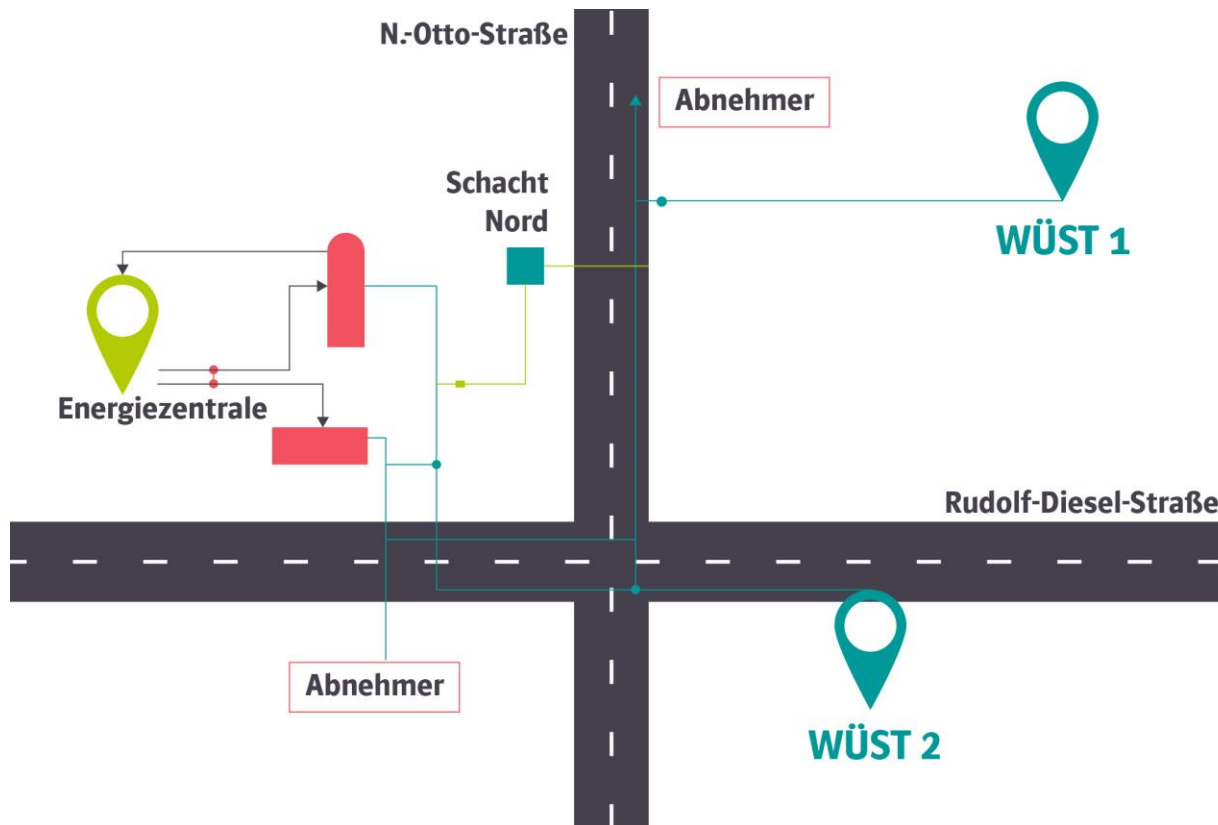 N.-Otto-Straße
Abnehmer
Schacht
Nord
WÜST 1
Energiezentrale
Rudolf-Diesel-Straße
Abnehmer
WÜST 2